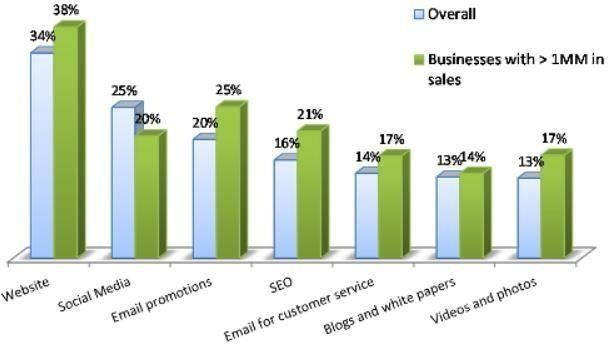 38%
34%
Overall
Businesses with > 1MM in
sales
25%
20%
20%
25%
16%
21%
14%
17%
13%
14%
13%
17%
Website
Social Media
Email promotions
SEO
Email for customer service
Blogs and white papers
Videos and photos